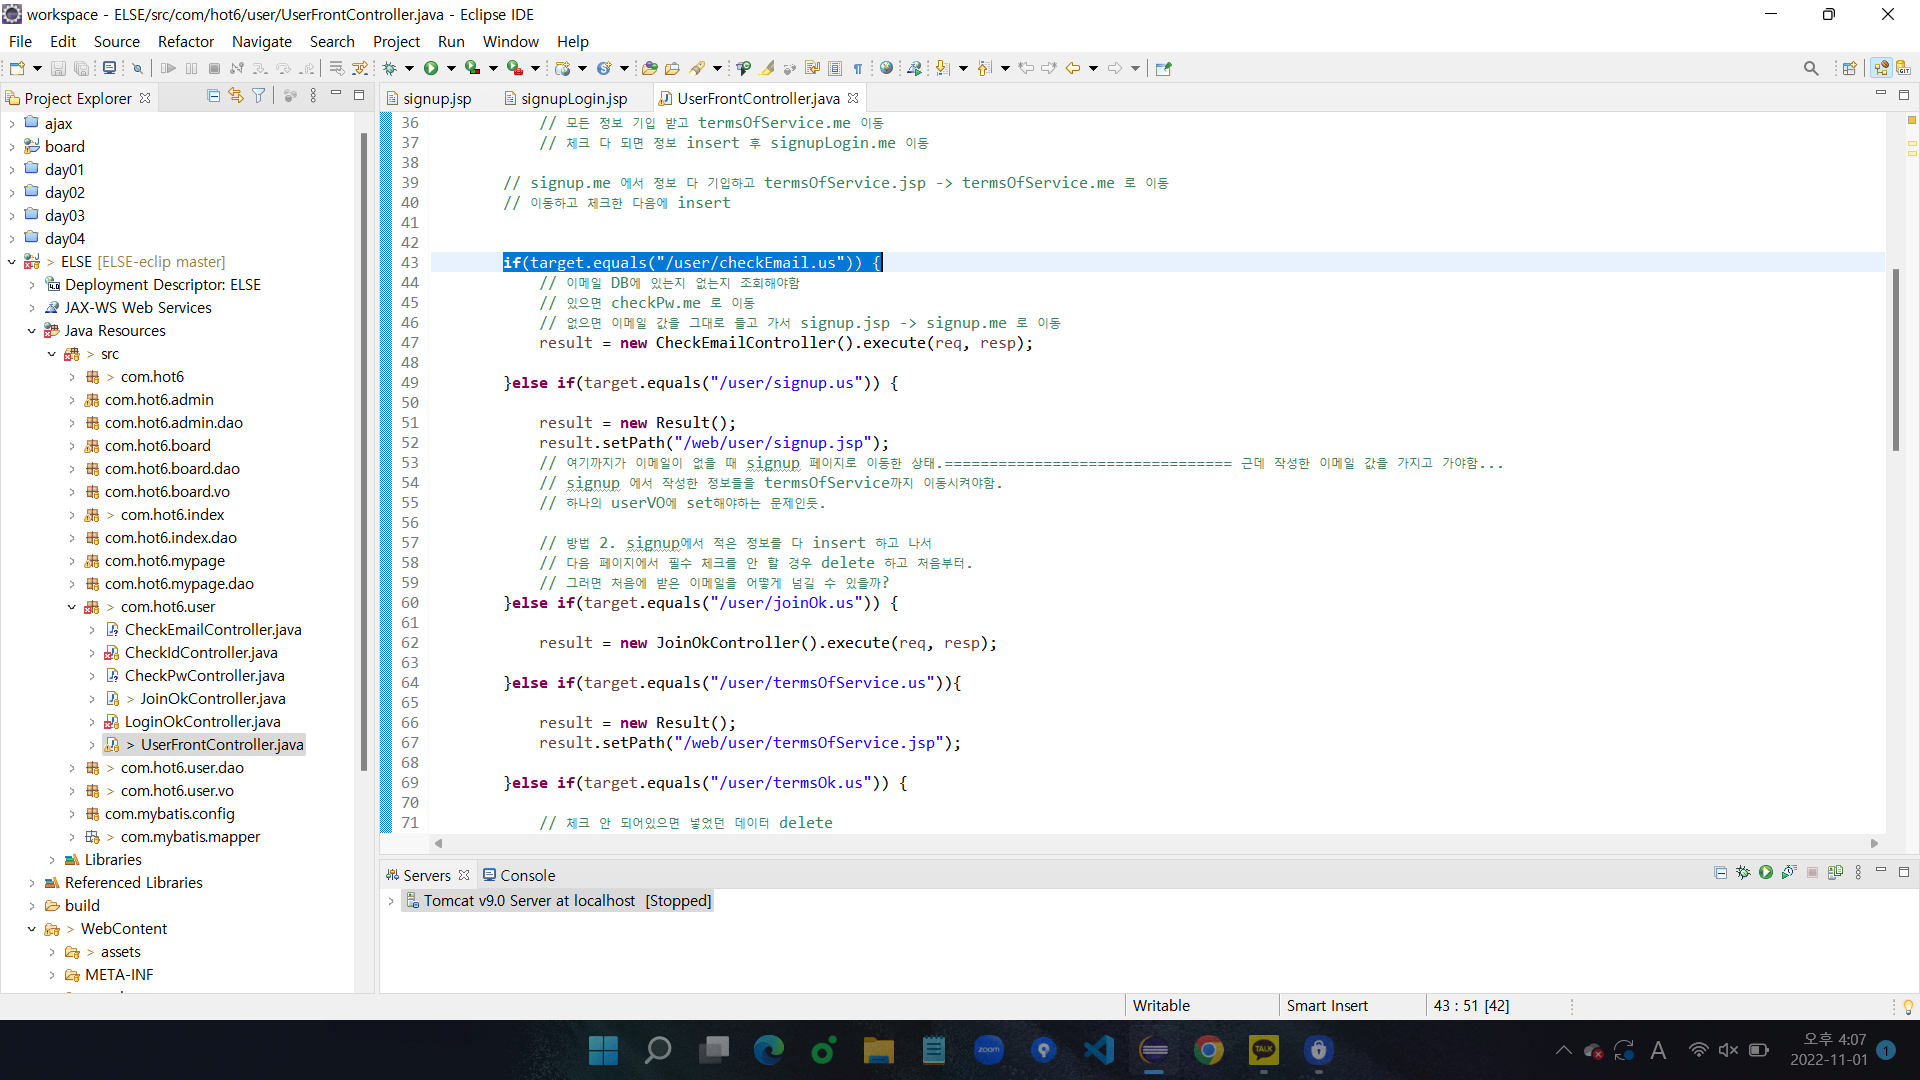 workspace - ELSE/src/com/hot6/user/UserFrontController.java - Eclipse IDE
File Edit Source Refactor Navigate Search Project Run Window Help
Project Explorer
ajax
board
day01
day02
day03
day04
> ELSE [ELSE-eclip master]
Deployment Descriptor: ELSE
JAX-WS Web Services
Java Resources
> src
> com.hot6
com.hot6.admin
com.hot6.admin.dao
com.hot6.board
com.hot6.board.dao
com.hot6.board.vo
> com.hot6.index
com.hot6.index.dao
com.hot6.mypage
com.hot6.mypage.dao
> com.hot6.user
CheckEmailController.java
CheckIdController.java
CheckPwController.java
> JoinOkController.java
LoginOkController.java
> UserFrontController.java
> com.hot6.user.dao
> com.hot6.user.vo
com.mybatis.config
> com.mybatis.mapper
Libraries
Referenced Libraries
build
> WebContent
> assets
META-INF
signup.jsp signupLogin.jsp UserFrontController.java
36 // 모든 정보 기입 받고 termsOfService.me 이동
37 // 체크 다 되면 정보 insert 후 signupLogin.me 이동
38
39 // signup.me 에서 정보 다 기입하고 termsOfService.jsp -> termsOfService.me 로 이동
40 // 이동하고 체크한 다음에 insert
41
42
43 if(target.equals("/user/checkEmail.us")) {
44 // 이메일 DB에 있는지 없는지 조회해야함
45 // 있으면 checkPw.me 로 이동
46 // 없으면 이메일 값을 그대로 들고 가서 signup.jsp -> signup.me 로 이동
47 result = new CheckEmailController().execute(req, resp);
48
49 }else if(target.equals("/user/signup.us")) {
50
51 result = new Result();
52 result.setPath("/web/user/signup.jsp");
53 // 여기까지가 이메일이 없을 때 signup 페이지로 이동한 상태.================================ 근데 작성한 이메일 값을 가지고 가야함...
54 // signup 에서 작성한 정보들을 termsOfService까지 이동시켜야함.
55 // 하나의 userVO에 set해야하는 문제인듯.
56
57 // 방법 2. signup에서 적은 정보를 다 insert 하고 나서
58 // 다음 페이지에서 필수 체크를 안 할 경우 delete 하고 처음부터.
59 // 그러면 처음에 받은 이메일을 어떻게 넘길 수 있을까?
60 }else if(target.equals("/user/joinOk.us")) {
61
62 result = new JoinOkController().execute(req, resp);
63
64 }else if(target.equals("/user/termsOfService.us")){
65
66 result = new Result();
67 result.setPath("/web/user/termsOfService.jsp");
68
69 }else if(target.equals("/user/termsOk.us")) {
70
71 // 체크 안 되어있으면 넣었던 데이터 delete
Servers Console
Tomcat v9.0 Server at localhost [Stopped]
Writable Smart Insert 43 : 51 [42]
zoom
TALK
A
오후 4:07
2022-11-01
1